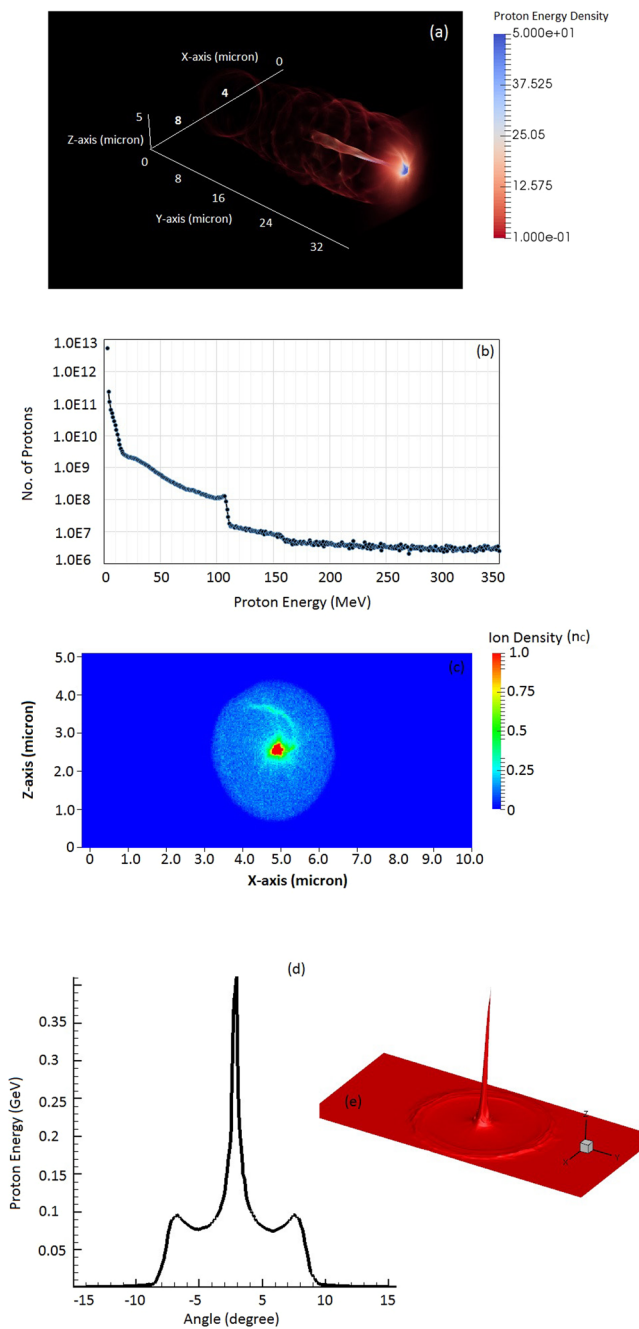 Proton Energy Density
(a)
5.000e+01
37.525
25.05
12.575
1.000e-01
X-axis (micron)
0
4
8
5
Z-axis (micron)
0
8
16
Y-axis (micron)
24
32
(b)
1.0E13
1.0E12
1.0E11
1.0E10
1.0E9
1.0E8
1.0E7
1.0E6
No. of Protons
0 50 100 150 200 250 300 350
Proton Energy (MeV)
Ion Density (nc)
(c)
1.0
0.75
0.5
0.25
0
5.0
4.0
3.0
2.0
1.0
0
Z-axis (micron)
0 1.0 2.0 3.0 4.0 5.0 6.0 7.0 8.0 9.0 10.0
X-axis (micron)
(d)
0.35
0.3
0.25
0.2
0.15
0.1
0.05
Proton Energy (GeV)
-15 -10 -5 5 10 15
Angle (degree)
(e)
Z
X
Y